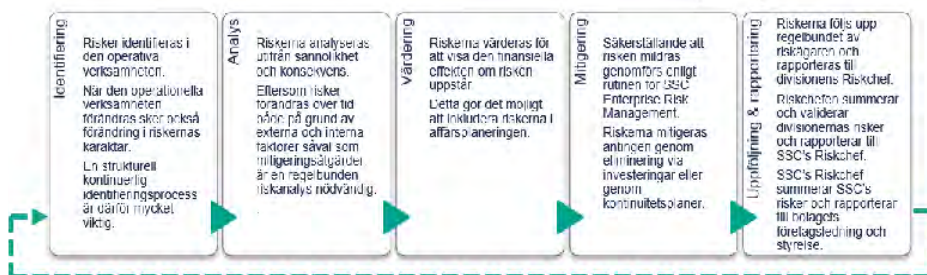 Identifiering
Risker identifieras i
den operativa
verksamheten.
När den operationella
verksamheten
förändras sker också
förändring i riskernas
karaktär.
En strukturell
kontinuerlig
identifieringsprocess
är därför mycket
viktig.
Analys
Riskerna analyseras
utifrån sannolikhet
och konsekvens.
Eftersom risker
förändras över tid
både på grund av
externa och interna
faktorer såväl som
mitigeringsåtgärder
är en regelbunden
riskanalys nödvändig.
.
Värdering
Riskerna värderas för
att visa den finansiella
effekten om risken
uppstår.
Detta gör det möjligt
att inkludera riskerna i
affärsplaneringen.
Mitigering
Säkerställande att
risken mildras
genomförs enligt
rutinen för SSC
Enterprise Risk
Management.
Riskerna mitigeras
antingen genom
eliminering via
investeringar eller
genom
kontinuitetsplaner.
Uppföljning & rapportering
Riskerna följs upp
regelbundet av
riskägaren och
rapporteras till
divisionens Riskchef.
Riskchefen summerar
och validerar
divisionernas risker
och rapporterar till
SSC's Riskchef.
SSC's Riskchef
summerar SSC's
risker och rapporterar
till bolagets
företagsledning och
styrelse.